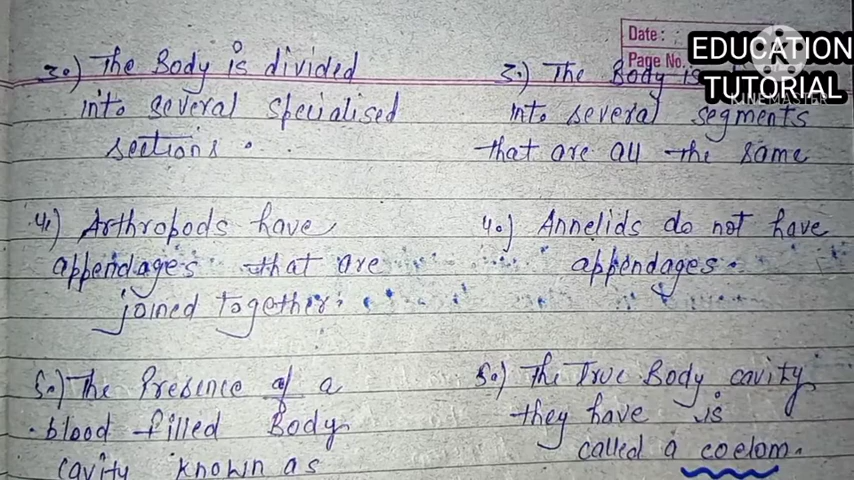 Date:
Page No.
EDUCATION
TUTORIAL
KINEMASTER
3.) The Body is divided
into several specialised
sections.
3.) The Body is
into several segments
that are all the same
4.) Arthropods have
appendages that are
joined together.
4.) Annelids do not have
appendages.
5.) The Presence of a
blood filled Body
cavity known as
5.) The True Body cavity
they have is
called a coelom.